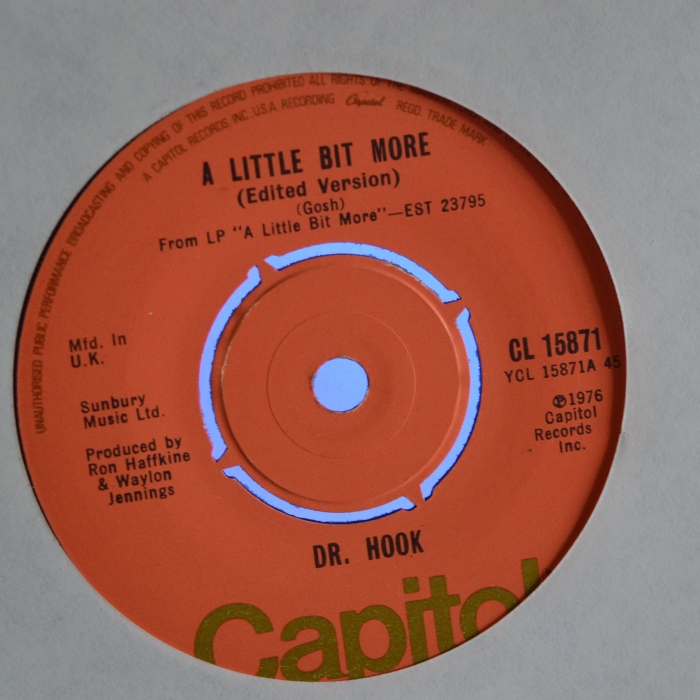 UNAUTHORISED PUBLIC PERFORMANCE BROADCASTING AND COPYING OF THIS RECORD PROHIBITED ALL RIGHTS OF THE
A CAPITOL RECORDS INC. U.S.A. RECORDING Capitol REGD. TRADE MARK
A LITTLE BIT MORE
(Edited Version)
(Gosh)
From LP "A Little Bit More"—EST 23795
Mfd. In
U.K.
Sunbury
Music Ltd.
Produced by
Ron Haffkine
& Waylon
Jennings
CL 15871
YCL 15871A 45
℗1976
Capitol
Records
Inc.
DR. HOOK
Capitol